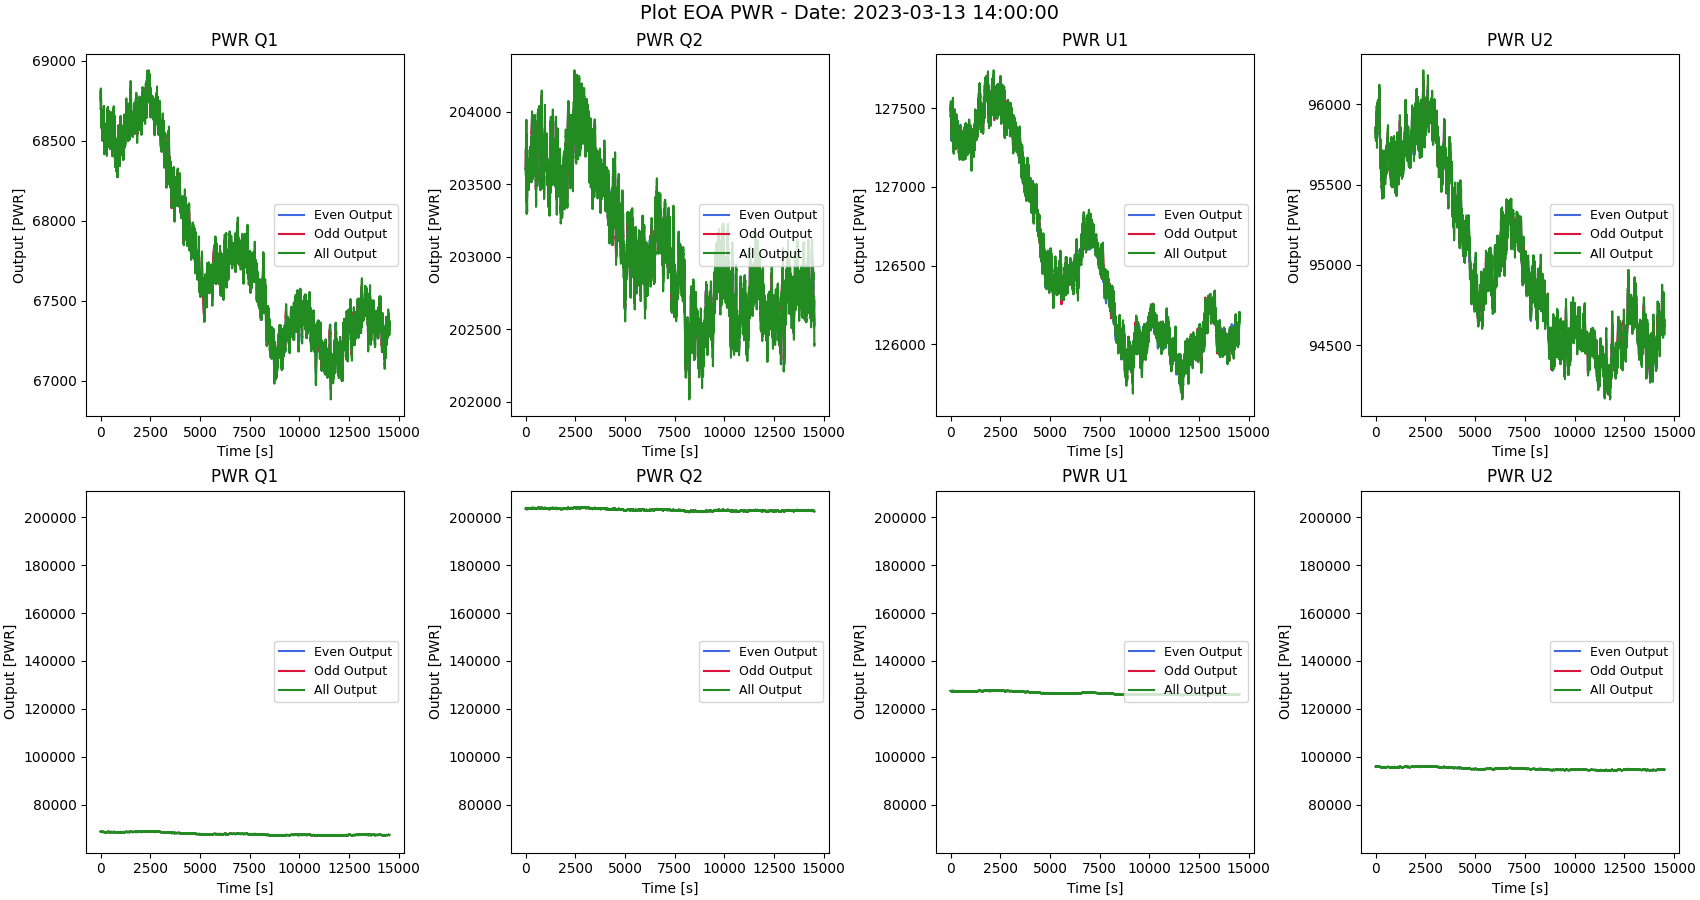 Plot EOA PWR - Date: 2023-03-13 14:00:00
PWR Q1
Output [PWR]
69000
68500
68000
67500
67000
Even Output
Odd Output
All Output
0 2500 5000 7500 10000 12500 15000
Time [s]
PWR Q2
Output [PWR]
204000
203500
203000
202500
202000
Even Output
Odd Output
All Output
0 2500 5000 7500 10000 12500 15000
Time [s]
PWR U1
Output [PWR]
127500
127000
126500
126000
Even Output
Odd Output
All Output
0 2500 5000 7500 10000 12500 15000
Time [s]
PWR U2
Output [PWR]
96000
95500
95000
94500
Even Output
Odd Output
All Output
0 2500 5000 7500 10000 12500 15000
Time [s]
PWR Q1
Output [PWR]
200000
180000
160000
140000
120000
100000
80000
Even Output
Odd Output
All Output
0 2500 5000 7500 10000 12500 15000
Time [s]
PWR Q2
Output [PWR]
200000
180000
160000
140000
120000
100000
80000
Even Output
Odd Output
All Output
0 2500 5000 7500 10000 12500 15000
Time [s]
PWR U1
Output [PWR]
200000
180000
160000
140000
120000
100000
80000
Even Output
Odd Output
All Output
0 2500 5000 7500 10000 12500 15000
Time [s]
PWR U2
Output [PWR]
200000
180000
160000
140000
120000
100000
80000
Even Output
Odd Output
All Output
0 2500 5000 7500 10000 12500 15000
Time [s]